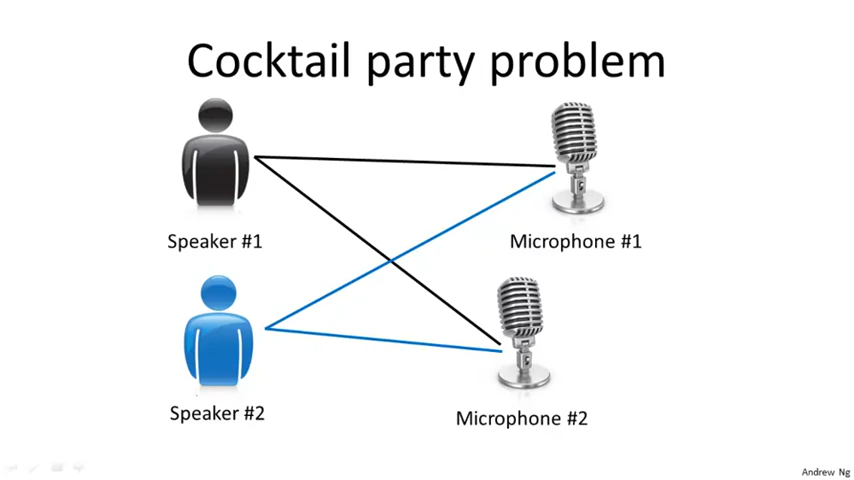 Cocktail party problem
Speaker #1
Microphone #1
Speaker #2
Microphone #2
Andrew Ng